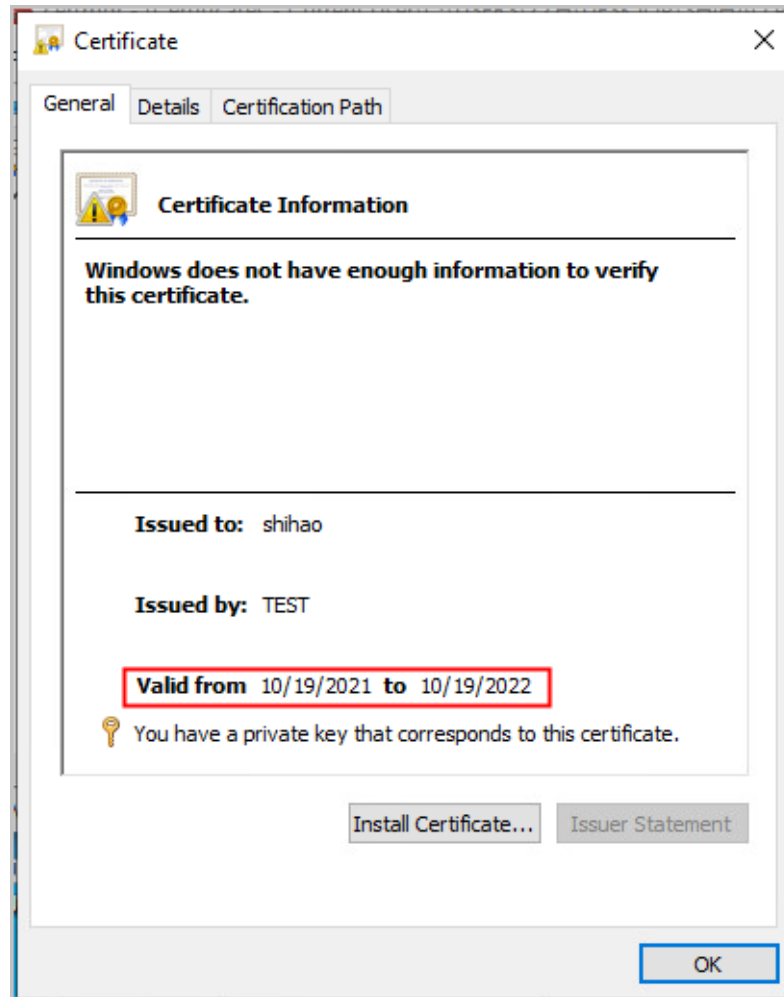 Certificate
General Details Certification Path
Certificate Information
Windows does not have enough information to verify
this certificate.
Issued to: shihao
Issued by: TEST
Valid from 10/19/2021 to 10/19/2022
You have a private key that corresponds to this certificate.
Install Certificate... Issuer Statement
OK